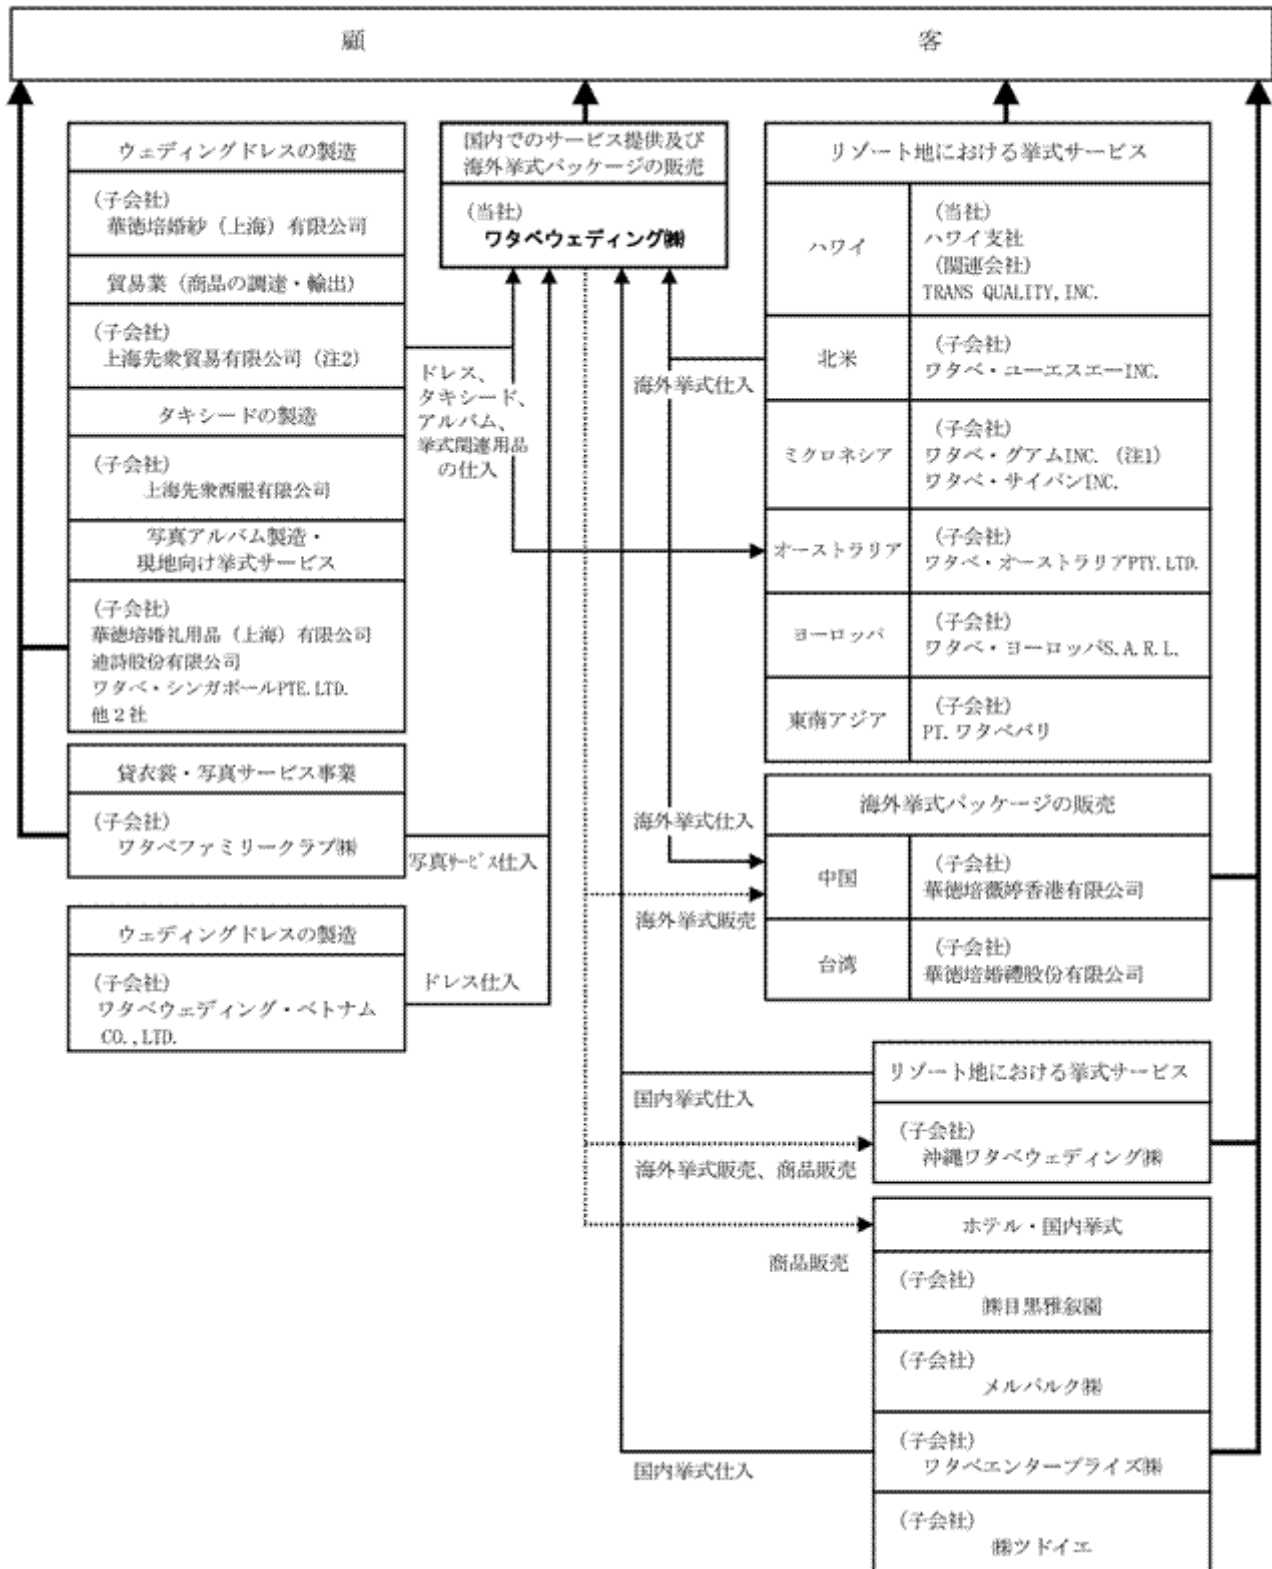 顧客
ウェディングドレスの製造
(子会社)
華徳培婚紗（上海）有限公司
貿易業（商品の調達・輸出）
(子会社)
上海先衆貿易有限公司（注2）
タキシードの製造
(子会社)
上海先衆西服有限公司
写真アルバム製造・
現地向け挙式サービス
(子会社)
華徳培婚礼用品（上海）有限公司
迪詩股份有限公司
ワタベ・シンガポールPTE.LTD.
他２社
貸衣裳・写真サービス事業
(子会社)
ワタベファミリークラブ㈱
ウェディングドレスの製造
(子会社)
ワタベウェディング・ベトナム
CO.,LTD.
国内でのサービス提供及び
海外挙式パッケージの販売
(当社)
ワタベウェディング㈱
ドレス、
タキシード、
アルバム、
挙式関連用品
の仕入
写真サービス仕入
ドレス仕入
海外挙式仕入
海外挙式仕入
海外挙式販売
国内挙式仕入
海外挙式販売、商品販売
商品販売
国内挙式仕入
リゾート地における挙式サービス
ハワイ
(当社)
ハワイ支社
(関連会社)
TRANS QUALITY,INC.
北米
(子会社)
ワタベ・ユーエスエーINC.
ミクロネシア
(子会社)
ワタベ・グアムINC.（注1）
ワタベ・サイパンINC.
オーストラリア
(子会社)
ワタベ・オーストラリアPTY.LTD.
ヨーロッパ
(子会社)
ワタベ・ヨーロッパS.A.R.L.
東南アジア
(子会社)
PT.ワタベバリ
海外挙式パッケージの販売
中国
(子会社)
華徳培薇婷香港有限公司
台湾
(子会社)
華徳培婚禮股份有限公司
リゾート地における挙式サービス
(子会社)
沖縄ワタベウェディング㈱
ホテル・国内挙式
(子会社)
㈱目黒雅叙園
(子会社)
メルパルク㈱
(子会社)
ワタベエンタープライズ㈱
(子会社)
㈱ツドイエ